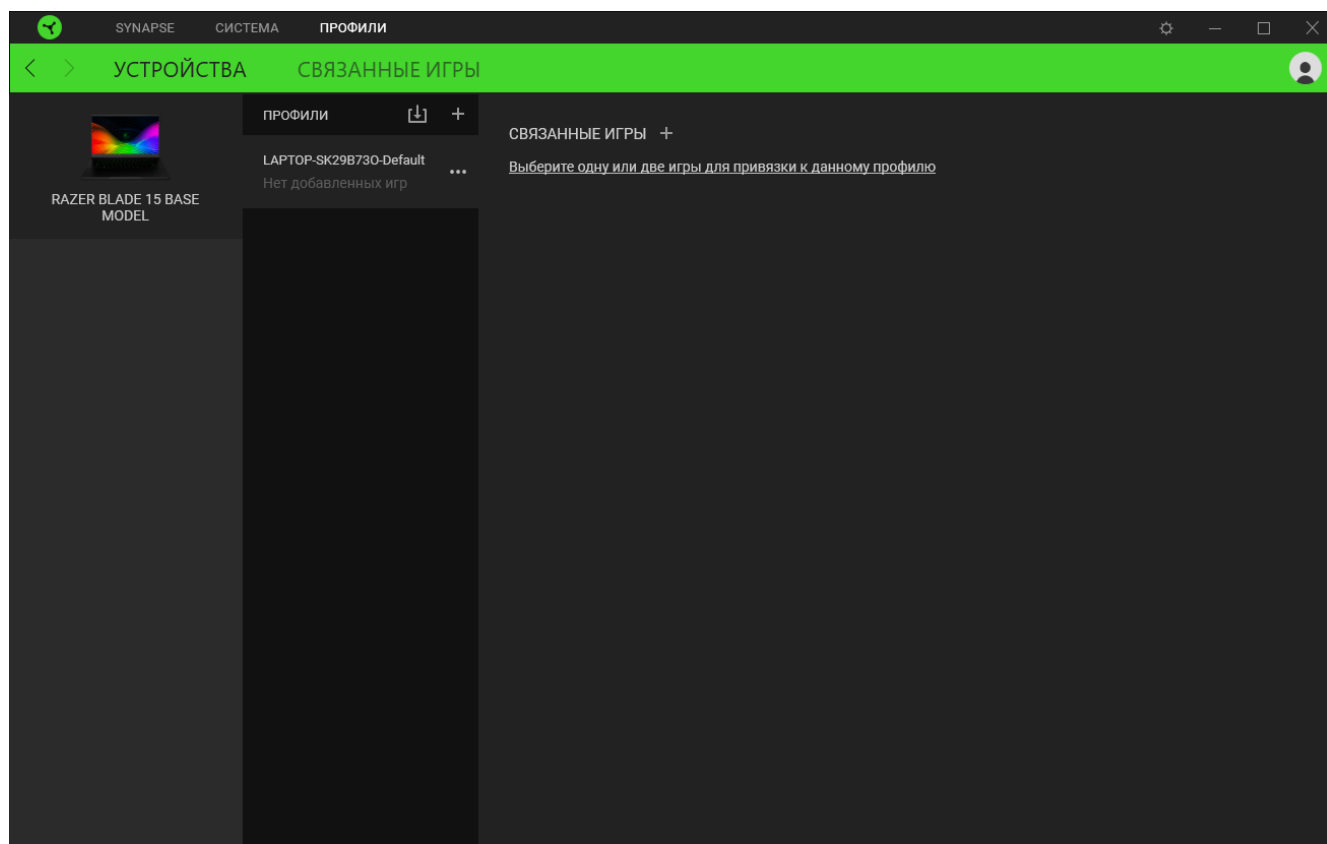 SYNAPSE СИСТЕМА ПРОФИЛИ
УСТРОЙСТВА СВЯЗАННЫЕ ИГРЫ
RAZER BLADE 15 BASE
MODEL
ПРОФИЛИ
LAPTOP-SK29B73O-Default
Нет добавленных игр
СВЯЗАННЫЕ ИГРЫ
Выберите одну или две игры для привязки к данному профилю